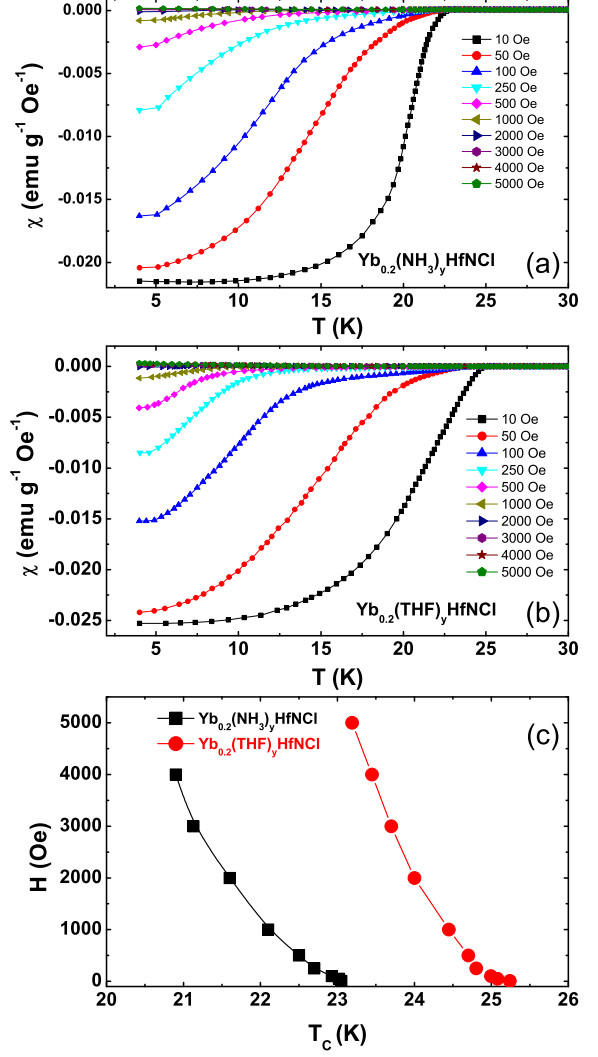 0.000
-0.005
-0.010
-0.015
-0.020
χ (emu g⁻¹ Oe⁻¹)
10 Oe
50 Oe
100 Oe
250 Oe
500 Oe
1000 Oe
2000 Oe
3000 Oe
4000 Oe
5000 Oe
Yb₀.₂(NH₃)ᵧHfNCl
(a)
5 10 15 20 25 30
T (K)
0.000
-0.005
-0.010
-0.015
-0.020
-0.025
χ (emu g⁻¹ Oe⁻¹)
10 Oe
50 Oe
100 Oe
250 Oe
500 Oe
1000 Oe
2000 Oe
3000 Oe
4000 Oe
5000 Oe
Yb₀.₂(THF)ᵧHfNCl
(b)
5 10 15 20 25 30
T (K)
5000
4000
3000
2000
1000
0
H (Oe)
Yb₀.₂(NH₃)ᵧHfNCl
Yb₀.₂(THF)ᵧHfNCl
(c)
20 21 22 23 24 25 26
T_C (K)